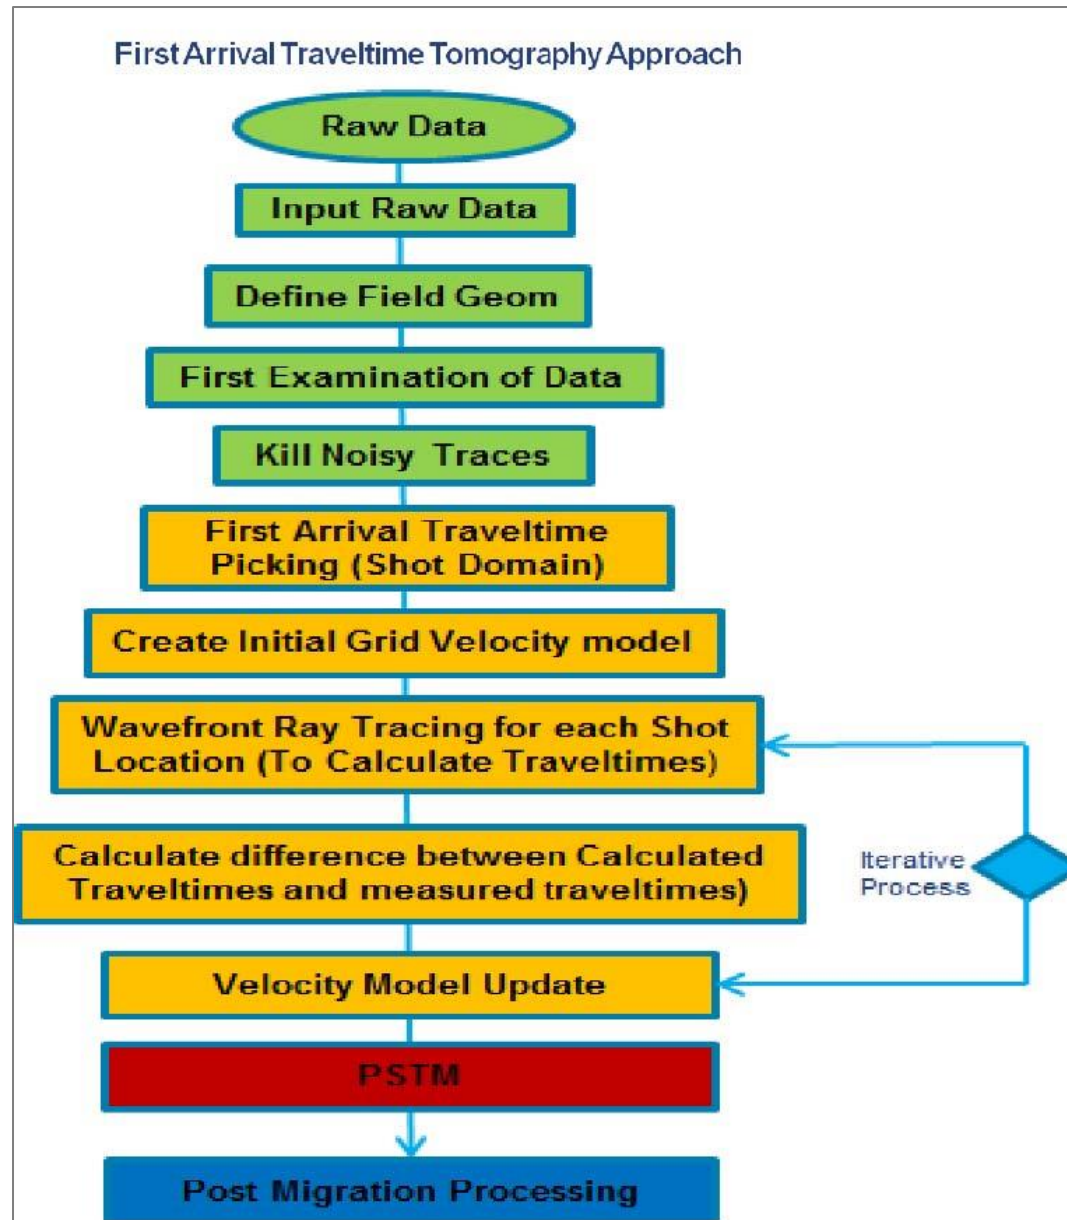 First Arrival Traveltime Tomography Approach
Raw Data
Input Raw Data
Define Field Geom
First Examination of Data
Kill Noisy Traces
First Arrival Traveltime
Picking (Shot Domain)
Create Initial Grid Velocity model
Wavefront Ray Tracing for each Shot
Location (To Calculate Traveltimes)
Calculate difference between Calculated
Traveltimes and measured traveltimes)
Iterative
Process
Velocity Model Update
PSTM
Post Migration Processing